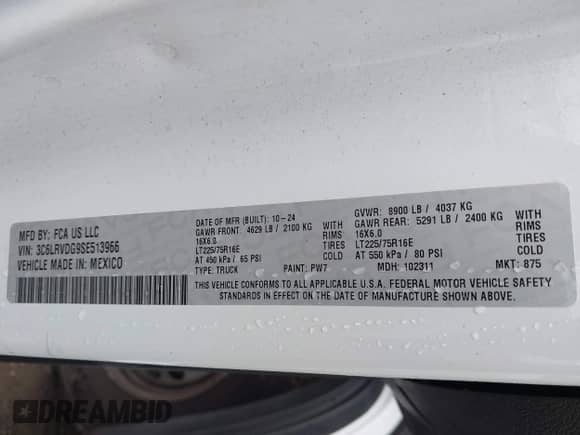 MFD BY: FCA US LLC
VIN: 3C6LRVDG9SE513966
VEHICLE MADE IN: MEXICO
DATE OF MFR (BUILT) 10-24
GAWR FRONT: 4629 LB / 2100 KG WITH
16X6.0 RIMS
LT225/75R16E TIRES
AT 450 kPa / 65 PSI COLD
TYPE: TRUCK PAINT: PW7
GVWR: 8900 LB / 4037 KG
GAWR REAR: 5291 LB / 2400 KG WITH
16X6.0 RIMS
LT225/75R16E TIRES
AT 550 kPa / 80 PSI COLD
MDH: 102311 MKT: 875
THIS VEHICLE CONFORMS TO ALL APPLICABLE U.S.A. FEDERAL MOTOR VEHICLE SAFETY
STANDARDS IN EFFECT ON THE DATE OF MANUFACTURE SHOWN ABOVE.
DREAMBID